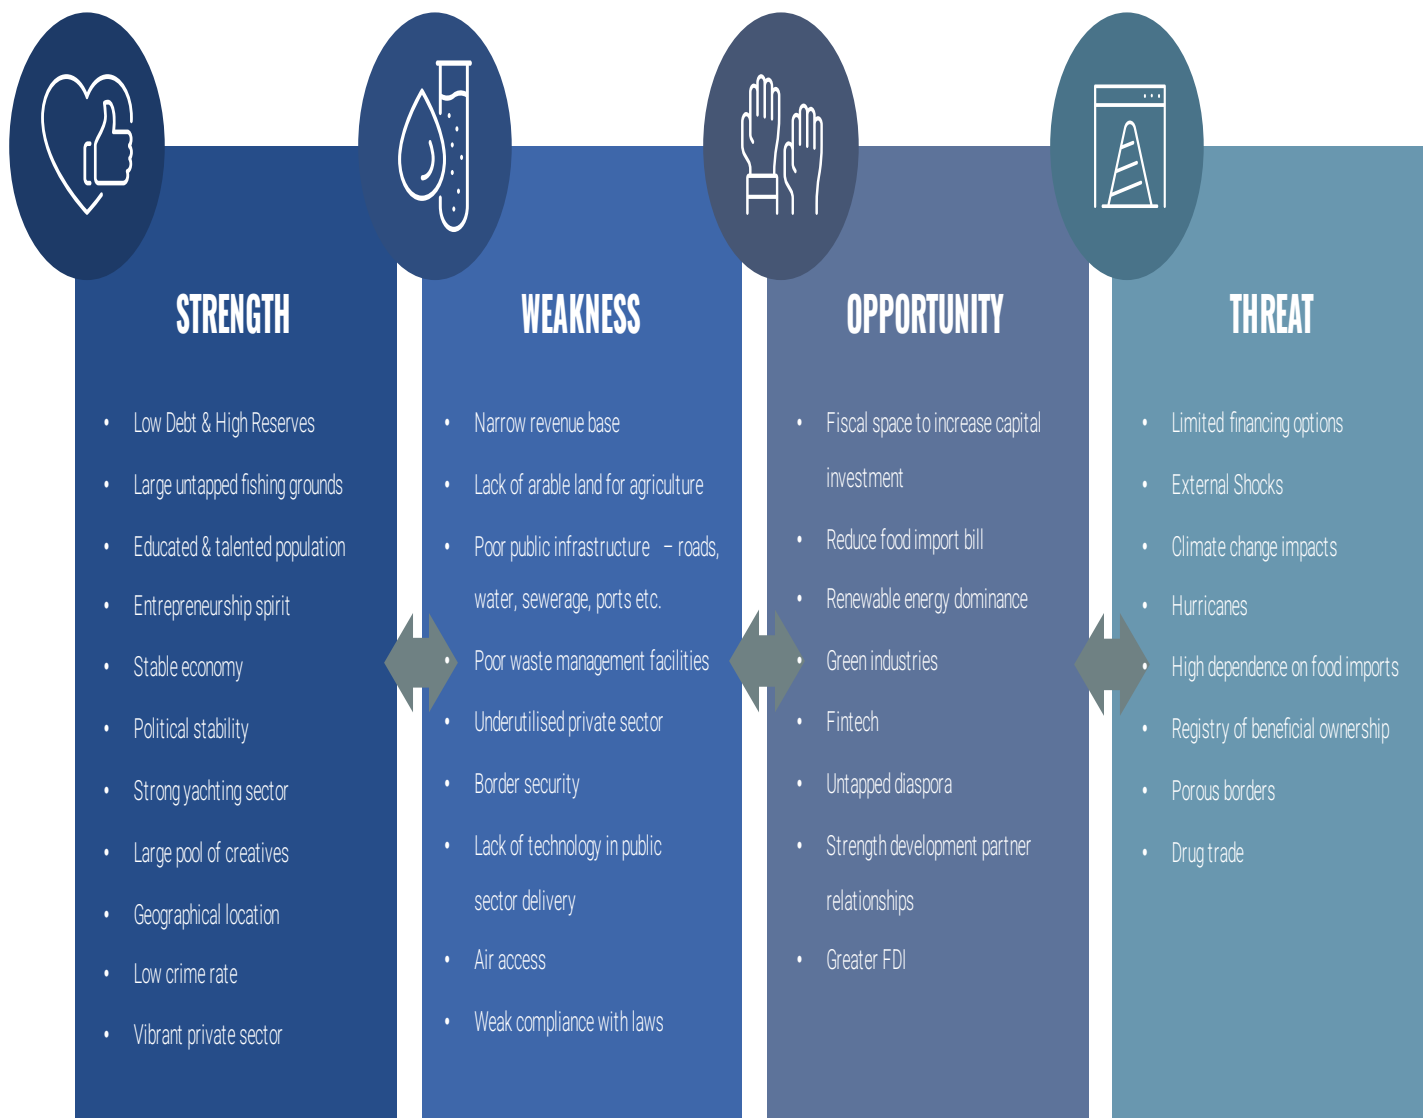 STRENGTH
• Low Debt & High Reserves
• Large untapped fishing grounds
• Educated & talented population
• Entrepreneurship spirit
• Stable economy
• Political stability
• Strong yachting sector
• Large pool of creatives
• Geographical location
• Low crime rate
• Vibrant private sector
WEAKNESS
• Narrow revenue base
• Lack of arable land for agriculture
• Poor public infrastructure – roads,
water, sewerage, ports etc.
• Poor waste management facilities
• Underutilised private sector
• Border security
• Lack of technology in public
sector delivery
• Air access
• Weak compliance with laws
OPPORTUNITY
• Fiscal space to increase capital
investment
• Reduce food import bill
• Renewable energy dominance
• Green industries
• Fintech
• Untapped diaspora
• Strength development partner
relationships
• Greater FDI
THREAT
• Limited financing options
• External Shocks
• Climate change impacts
• Hurricanes
• High dependence on food imports
• Registry of beneficial ownership
• Porous borders
• Drug trade